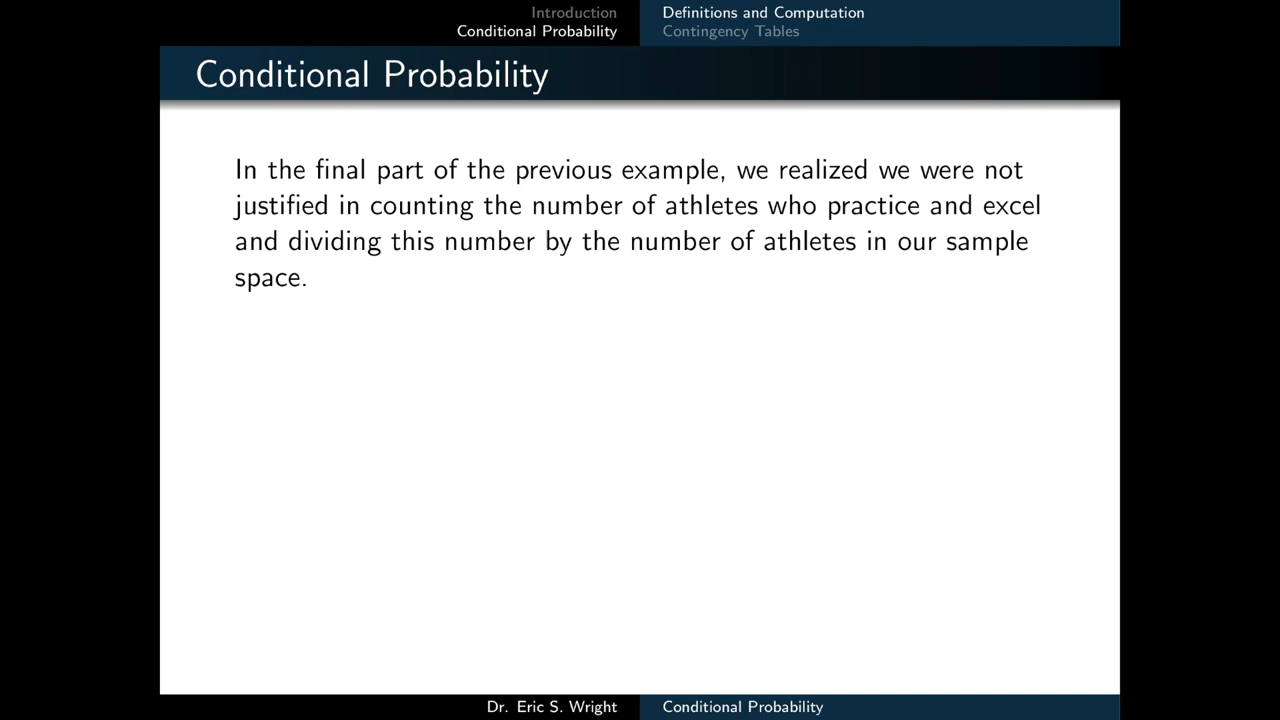 Introduction
Conditional Probability
Definitions and Computation
Contingency Tables
Conditional Probability
In the final part of the previous example, we realized we were not
justified in counting the number of athletes who practice and excel
and dividing this number by the number of athletes in our sample
space.
Dr. Eric S. Wright
Conditional Probability